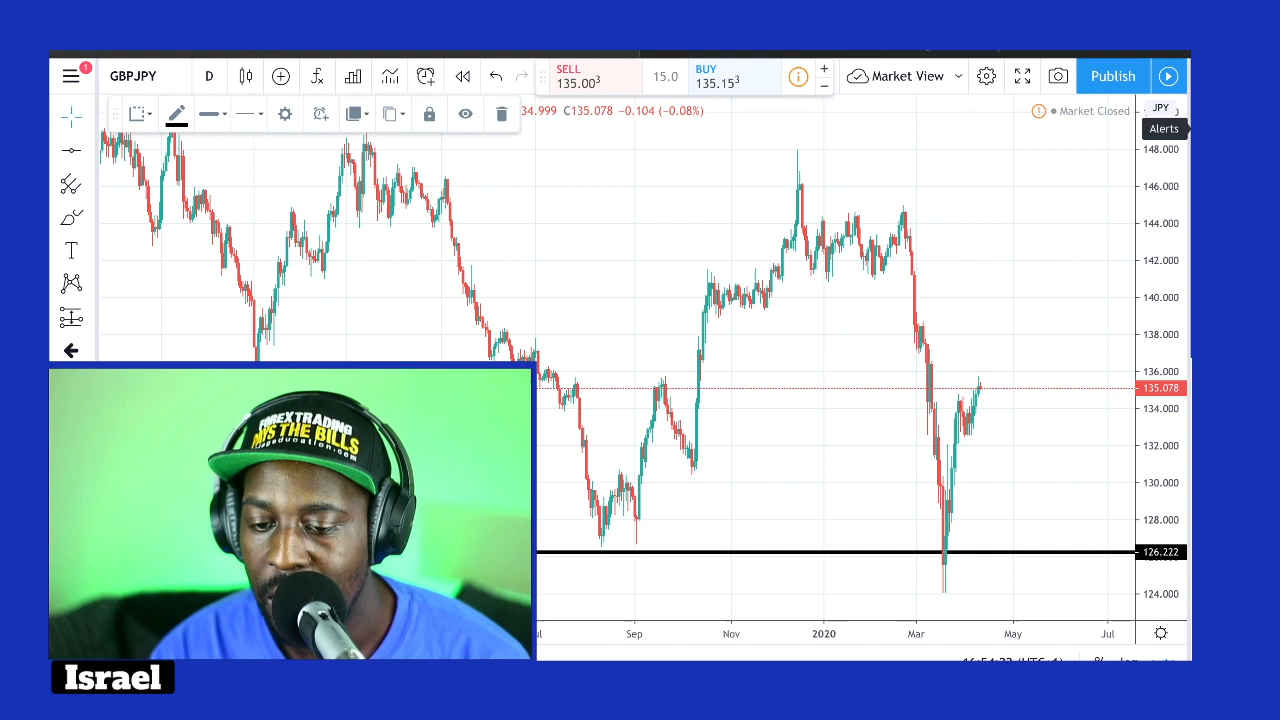 1
GBPJPY
D
SELL
135.00³
15.0
BUY
135.15³
Market View
Publish
34.999 C135.078 −0.104 (−0.08%)
Market Closed
JPY
Alerts
148.000
146.000
144.000
142.000
140.000
138.000
136.000
135.078
134.000
132.000
130.000
128.000
126.222
124.000
Sep
Nov
2020
Mar
May
Jul
FOREX TRADING
PAYS THE BILLS
Israel